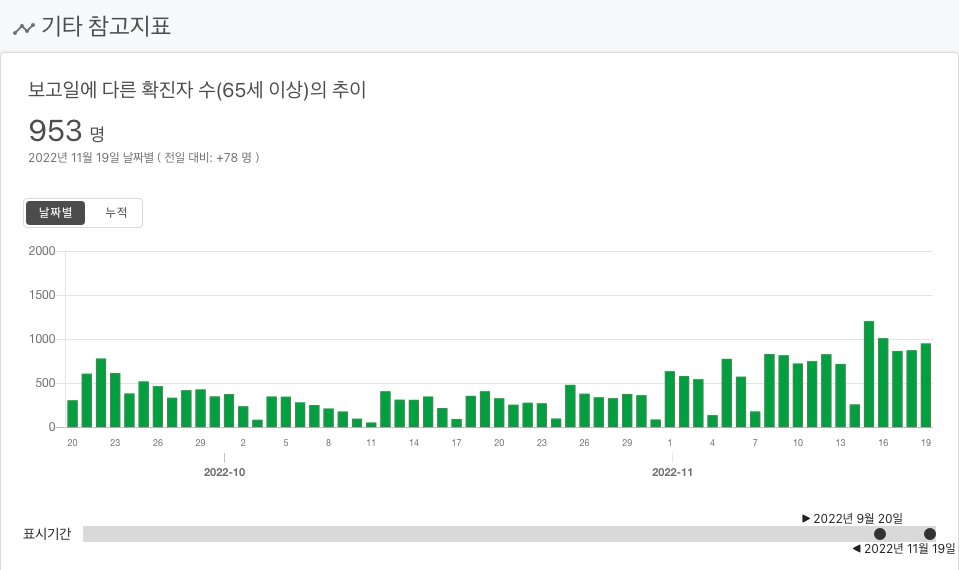 기타 참고지표
보고일에 다른 확진자 수(65세 이상)의 추이
953 명
2022년 11월 19일 날짜별 ( 전일 대비: +78 명 )
날짜별 누적
2000
1500
1000
500
0
20 23 26 29 2 5 8 11 14 17 20 23 26 29 1 4 7 10 13 16 19
2022-10 2022-11
▶ 2022년 9월 20일
표시기간
◀ 2022년 11월 19일